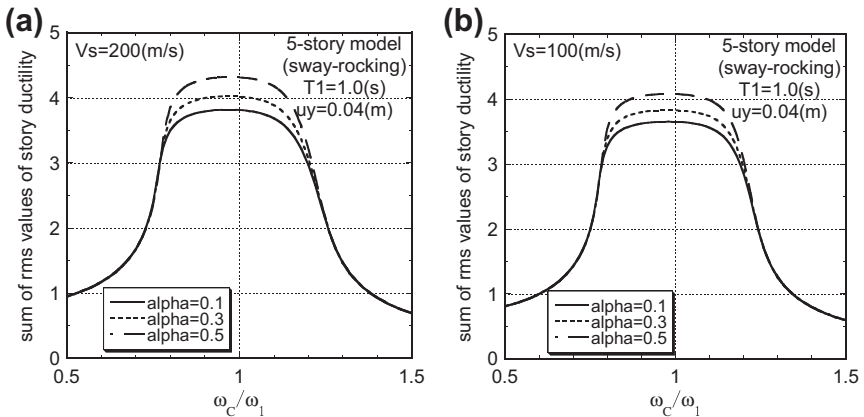 (a)
sum of rms values of story ductility
5
4
3
2
1
0
Vs=200(m/s)
5-story model
(sway-rocking)
T1=1.0(s)
uy=0.04(m)
alpha=0.1
alpha=0.3
alpha=0.5
0.5
1
1.5
ωC/ω1
(b)
sum of rms values of story ductility
5
4
3
2
1
0
Vs=100(m/s)
5-story model
(sway-rocking)
T1=1.0(s)
uy=0.04(m)
alpha=0.1
alpha=0.3
alpha=0.5
0.5
1
1.5
ωC/ω1